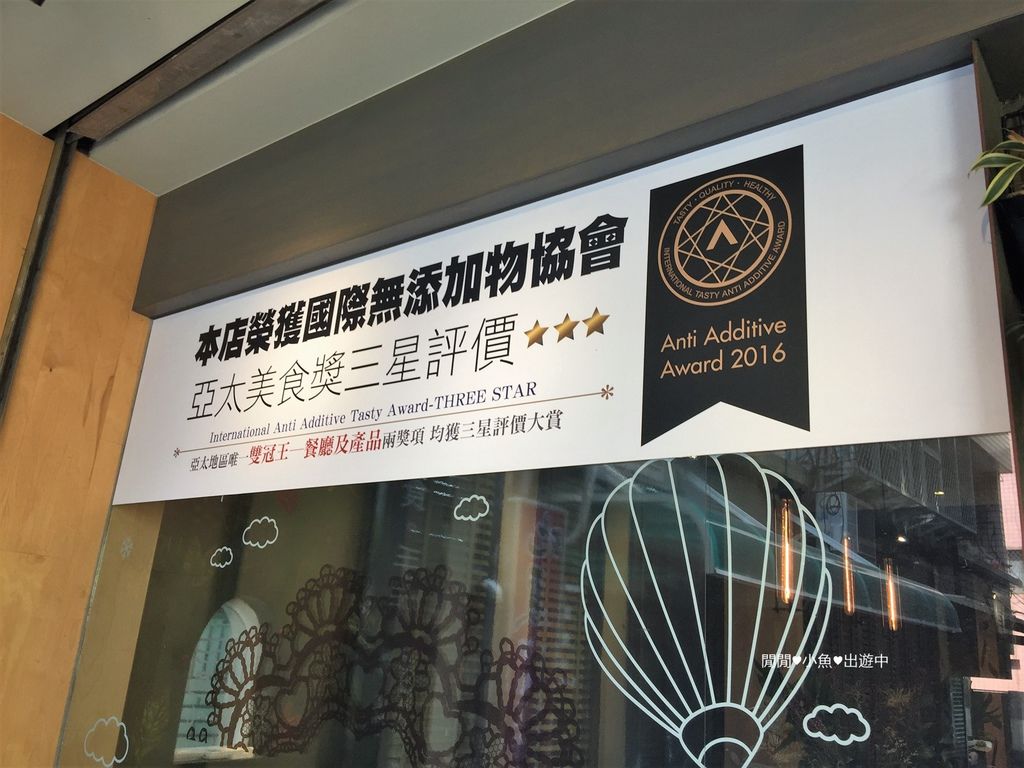 本店榮獲國際無添加物協會
亞太美食獎三星評價
International Anti Additive Tasty Award-THREE STAR
亞太地區唯一雙冠王─餐廳及產品兩獎項 均獲三星評價大賞
TASTY · QUALITY · HEALTHY
INTERNATIONAL TASTY ANTI ADDITIVE AWARD
Anti Additive
Award 2016
閒閒♥小魚♥出遊中